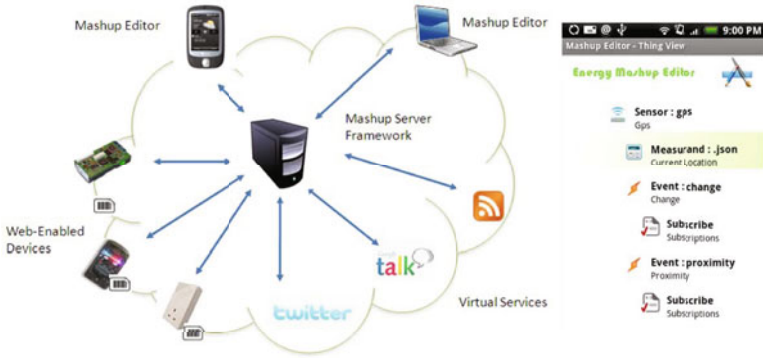 Mashup Editor
Mashup Editor
Mashup Server
Framework
Web-Enabled
Devices
twitter
talk
Virtual Services
9:00 PM
Mashup Editor - Thing View
Energy Mashup Editor
Sensor : gps
Gps
Measurand : .json
Current Location
Event : change
Change
Subscribe
Subscriptions
Event : proximity
Proximity
Subscribe
Subscriptions